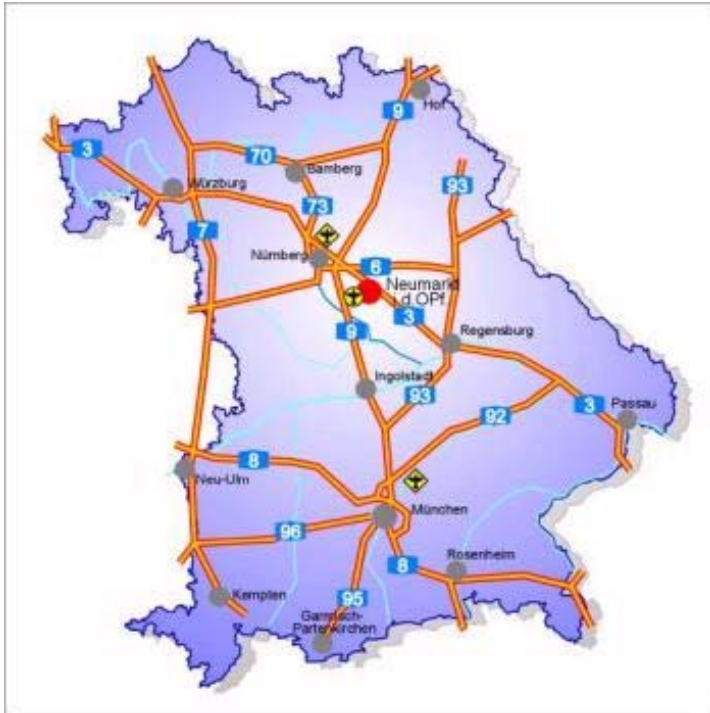 Hof
9
3
70
Bamberg
93
Würzburg
73
7
Nürnberg
6
Neumarkt
i.d.OPf.
3
9
Regensburg
Ingolstadt
93
92
3
Passau
8
Neu-Ulm
München
96
Rosenheim
8
Kempten
95
Garmisch-
Partenkirchen